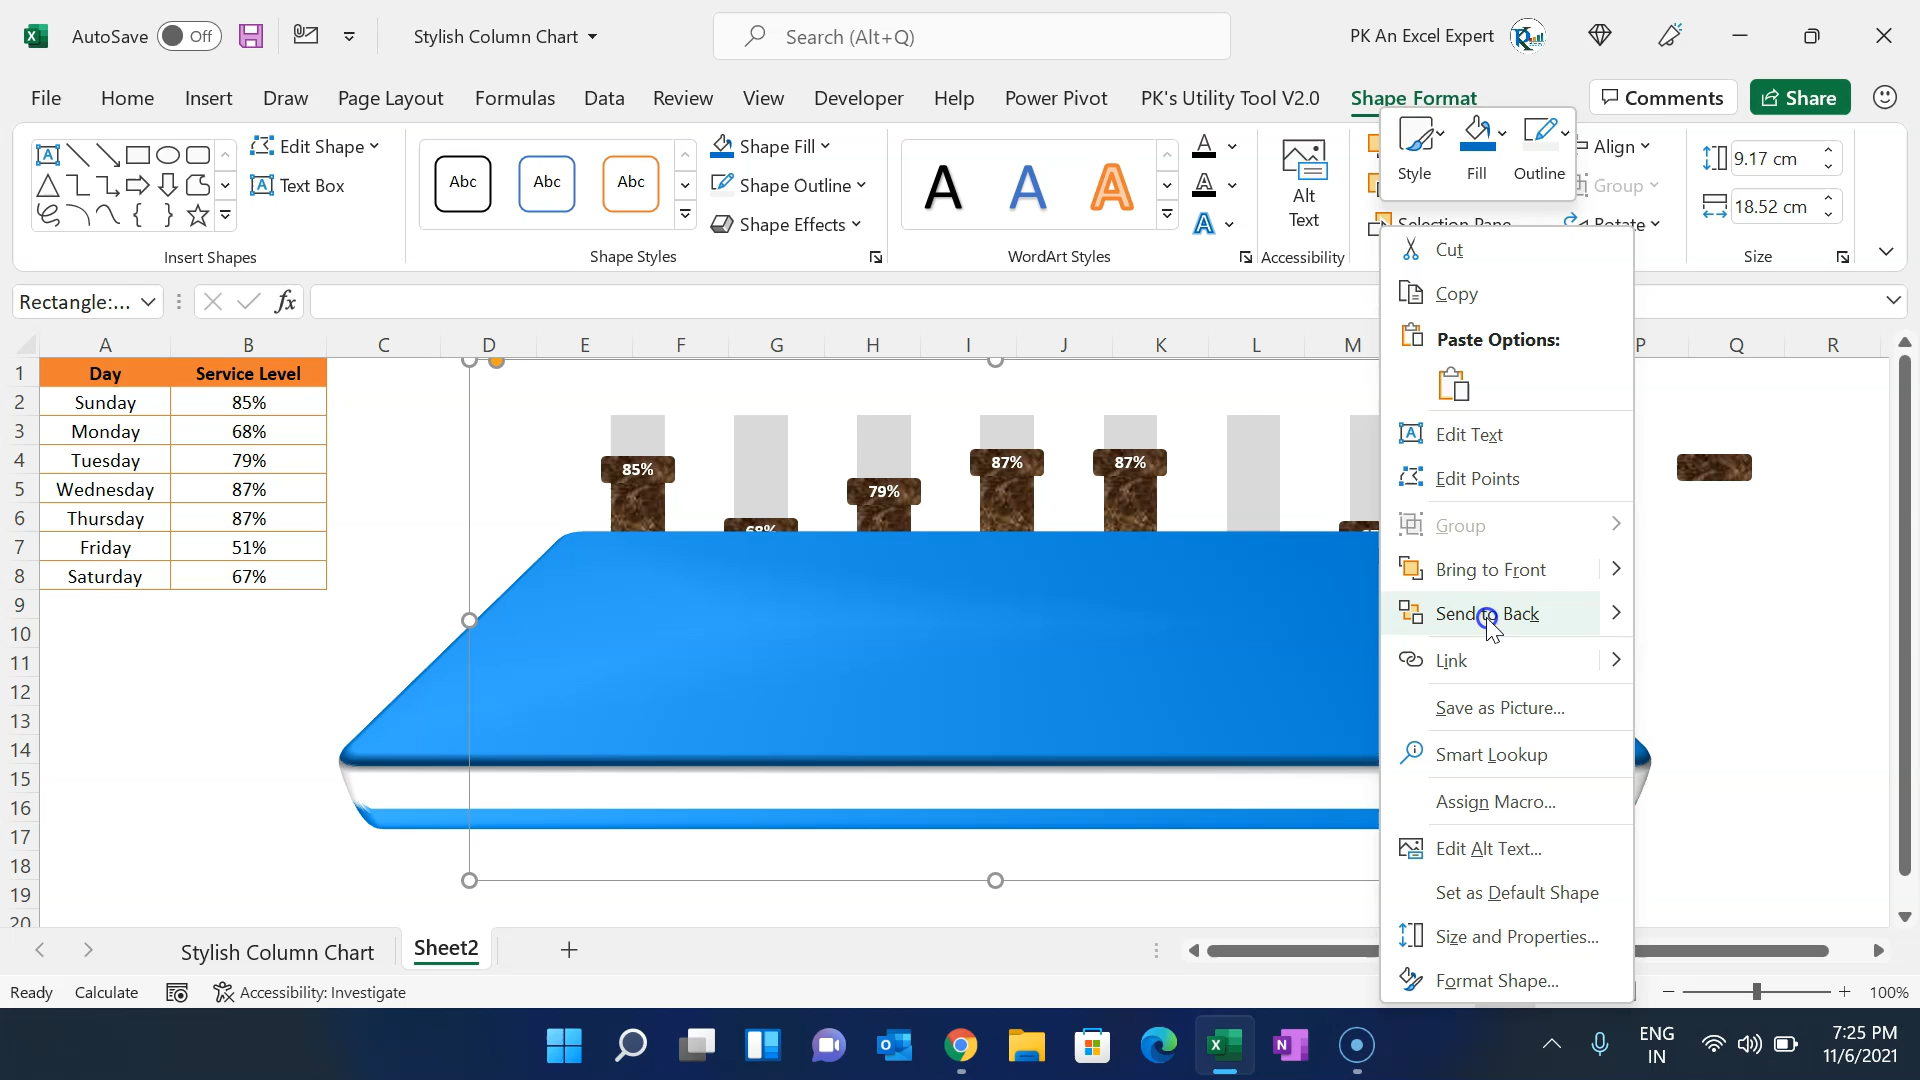 AutoSave Off Stylish Column Chart Search (Alt+Q) PK An Excel Expert
File Home Insert Draw Page Layout Formulas Data Review View Developer Help Power Pivot PK's Utility Tool V2.0 Shape Format Comments Share
Edit Shape
Text Box
Insert Shapes
Abc Abc Abc
Shape Fill
Shape Outline
Shape Effects
Shape Styles
A A A
WordArt Styles
Alt
Text
Accessibility
Style Fill Outline
Selection Pane
Align
Group
Rotate
9.17 cm
18.52 cm
Size
Rectangle:... fx
A B C D E F G H I J K L M P Q R
1 Day Service Level
2 Sunday 85%
3 Monday 68%
4 Tuesday 79%
5 Wednesday 87%
6 Thursday 87%
7 Friday 51%
8 Saturday 67%
9
10
11
12
13
14
15
16
17
18
19
20
85%
68%
79%
87%
87%
Cut
Copy
Paste Options:
Edit Text
Edit Points
Group
Bring to Front
Send to Back
Link
Save as Picture...
Smart Lookup
Assign Macro...
Edit Alt Text...
Set as Default Shape
Size and Properties...
Format Shape...
Stylish Column Chart Sheet2
Ready Calculate Accessibility: Investigate 100%
ENG
IN
7:25 PM
11/6/2021